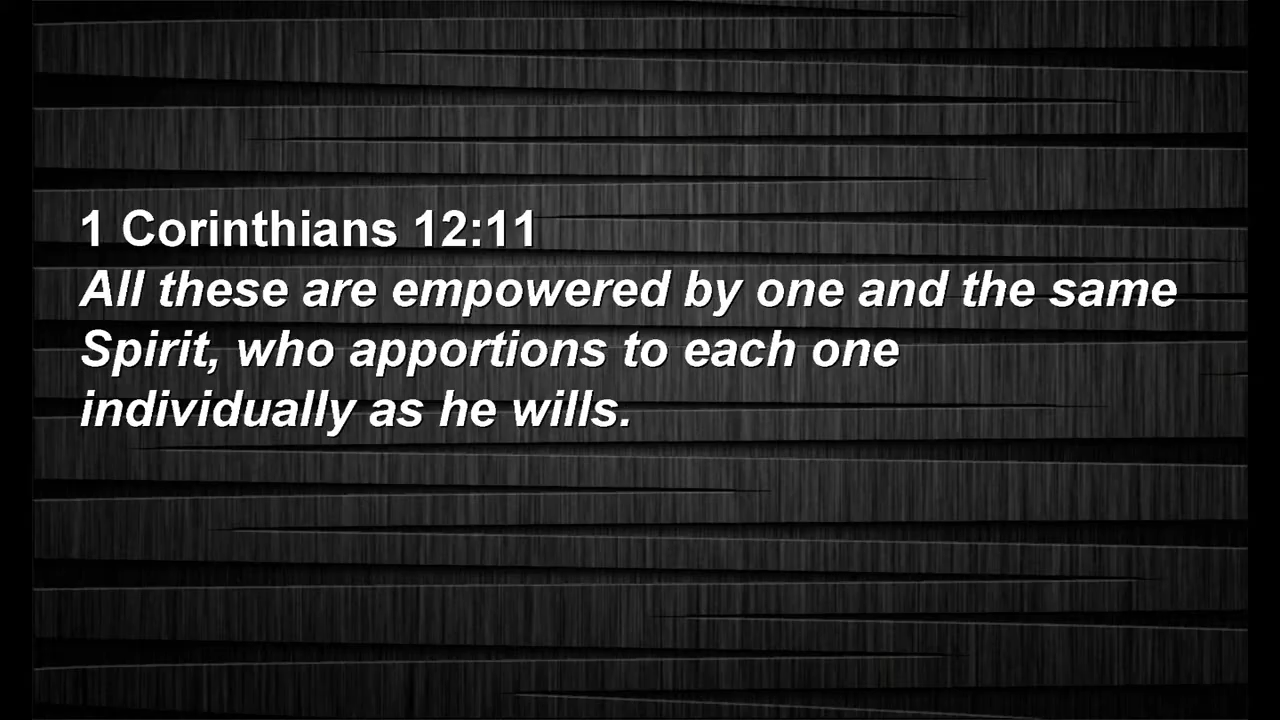 1 Corinthians 12:11
All these are empowered by one and the same
Spirit, who apportions to each one
individually as he wills.